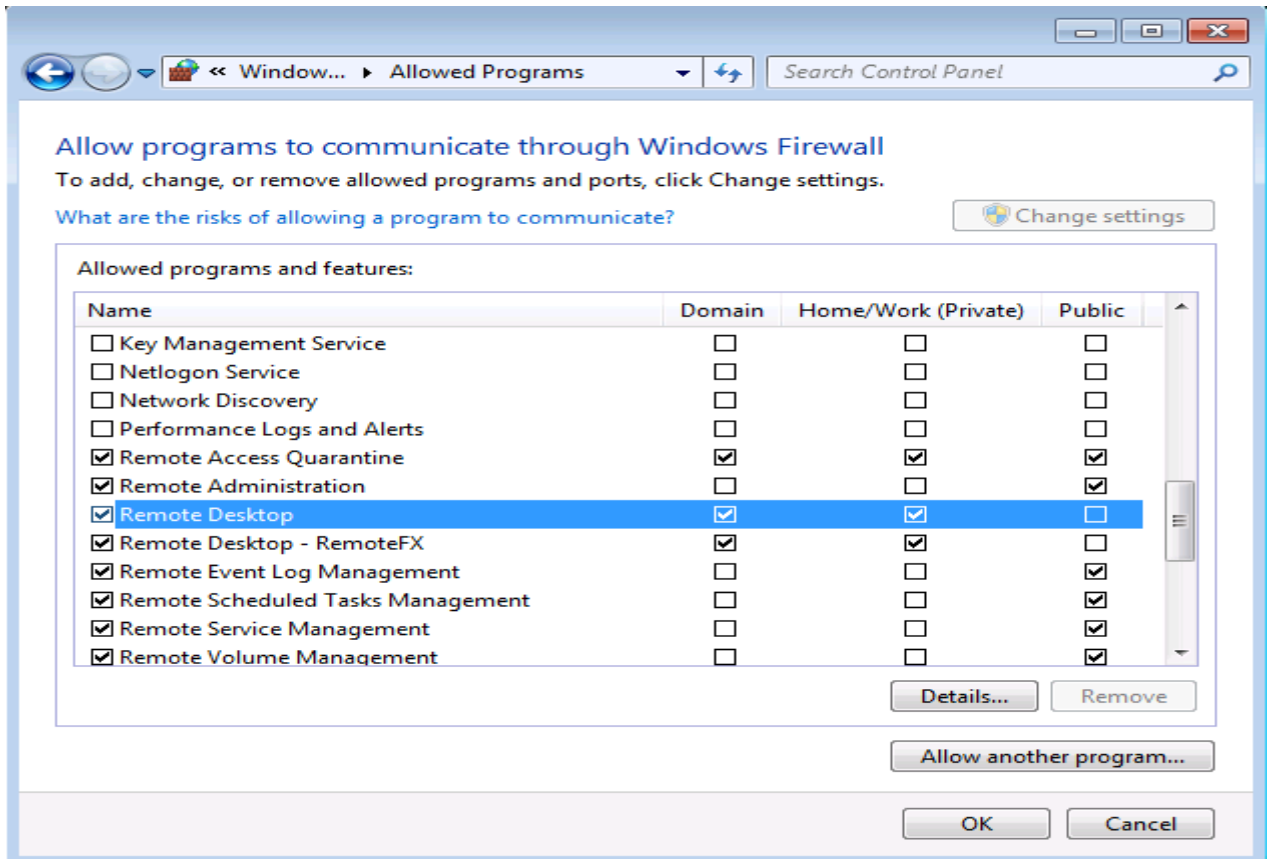 « Window... ▸ Allowed Programs Search Control Panel
Allow programs to communicate through Windows Firewall
To add, change, or remove allowed programs and ports, click Change settings.
What are the risks of allowing a program to communicate? Change settings
Allowed programs and features:
Name Domain Home/Work (Private) Public
Key Management Service
Netlogon Service
Network Discovery
Performance Logs and Alerts
Remote Access Quarantine
Remote Administration
Remote Desktop
Remote Desktop - RemoteFX
Remote Event Log Management
Remote Scheduled Tasks Management
Remote Service Management
Remote Volume Management
Details... Remove
Allow another program...
OK Cancel